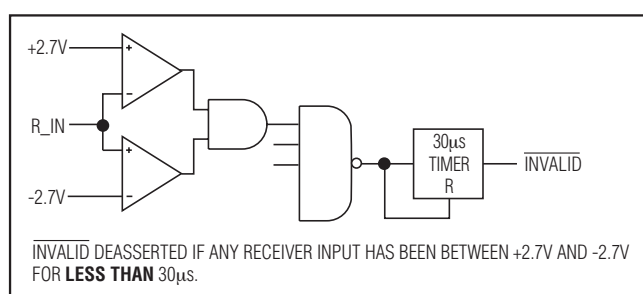 +2.7V
R_IN
-2.7V
30μs
TIMER
R
INVALID
INVALID DEASSERTED IF ANY RECEIVER INPUT HAS BEEN BETWEEN +2.7V AND -2.7V
FOR LESS THAN 30μs.